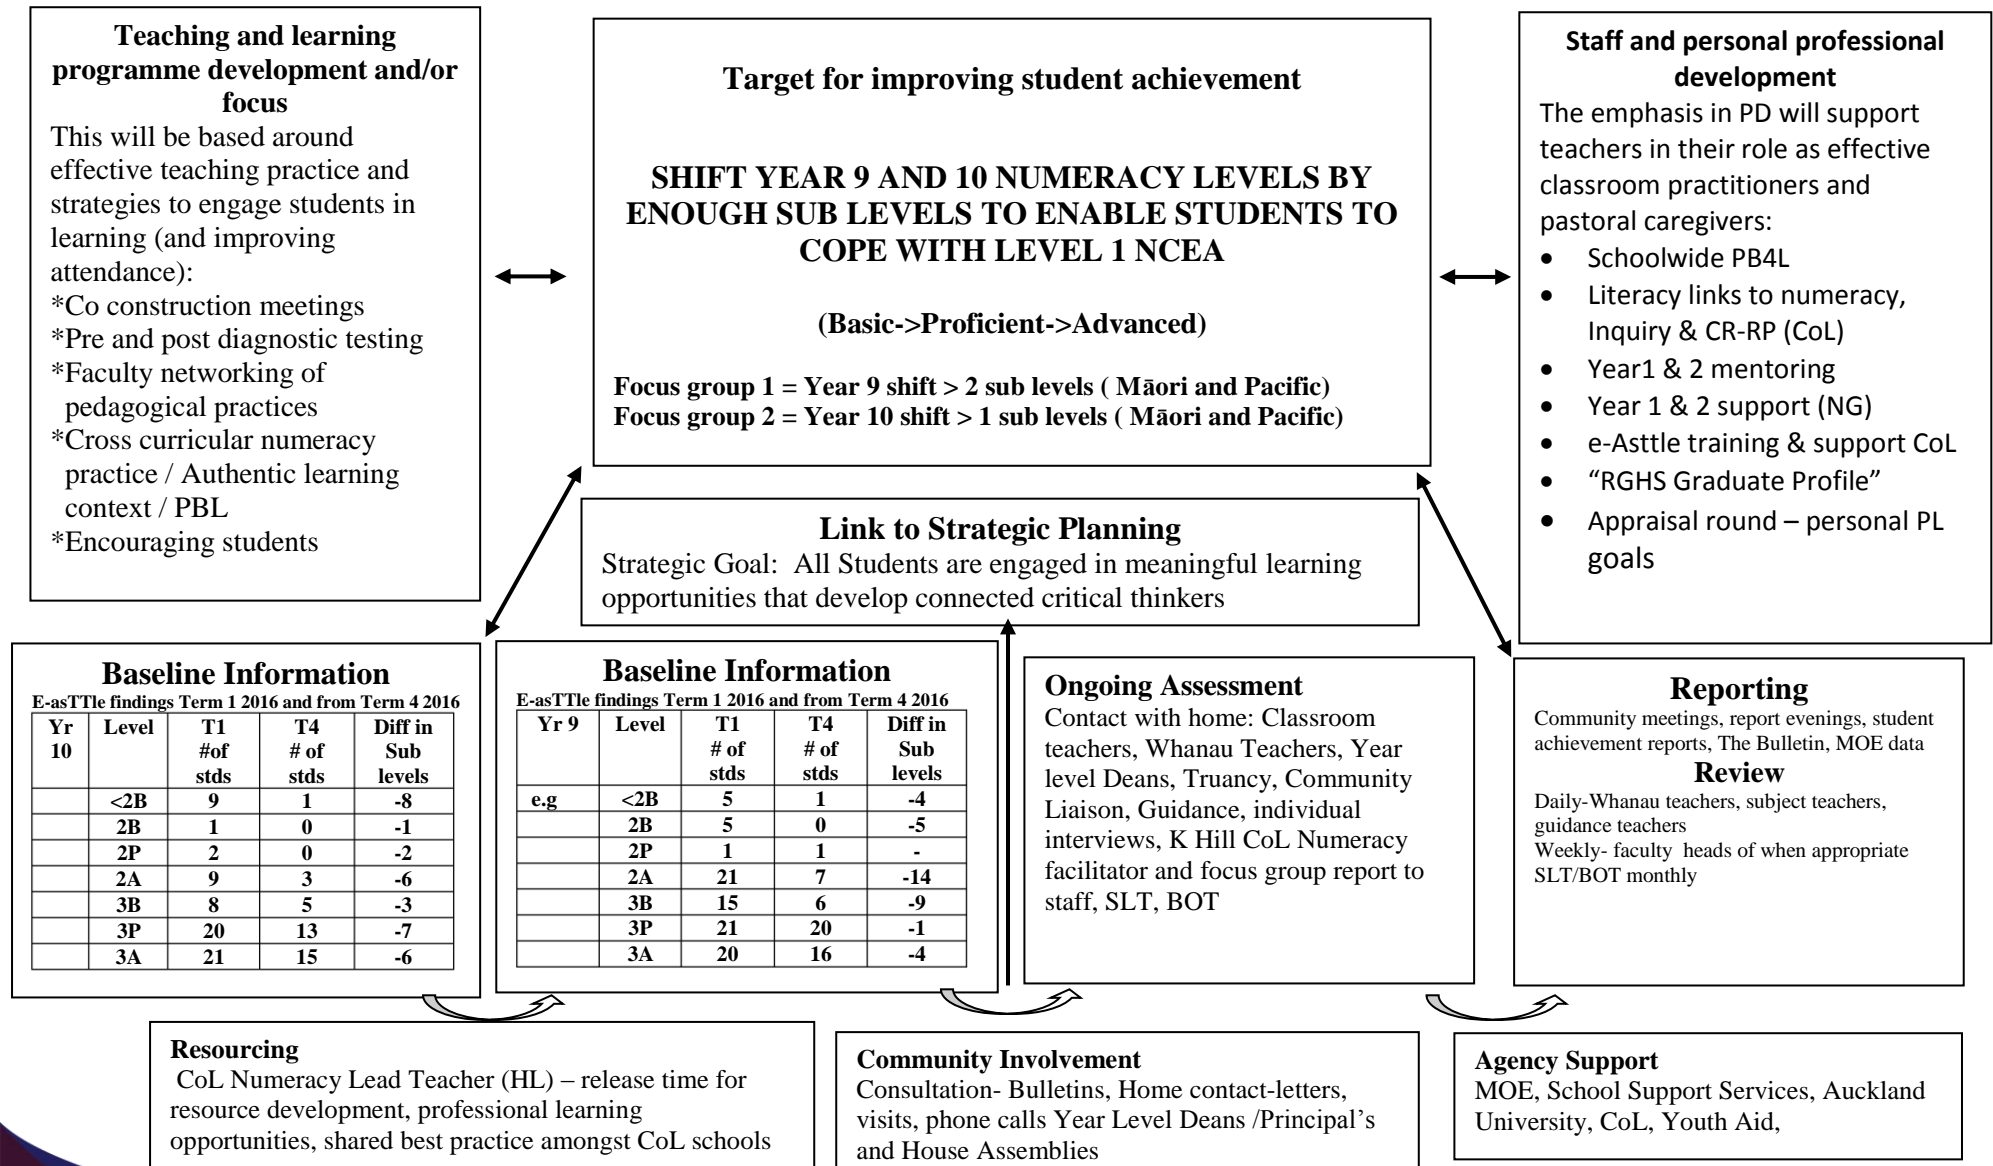 Teaching and learning
programme development and/or
focus
This will be based around
effective teaching practice and
strategies to engage students in
learning (and improving
attendance):
*Co construction meetings
*Pre and post diagnostic testing
*Faculty networking of
pedagogical practices
*Cross curricular numeracy
practice / Authentic learning
context / PBL
*Encouraging students
Target for improving student achievement
SHIFT YEAR 9 AND 10 NUMERACY LEVELS BY
ENOUGH SUB LEVELS TO ENABLE STUDENTS TO
COPE WITH LEVEL 1 NCEA
(Basic->Proficient->Advanced)
Focus group 1 = Year 9 shift > 2 sub levels ( Māori and Pacific)
Focus group 2 = Year 10 shift > 1 sub levels ( Māori and Pacific)
Staff and personal professional
development
The emphasis in PD will support
teachers in their role as effective
classroom practitioners and
pastoral caregivers:
• Schoolwide PB4L
• Literacy links to numeracy,
Inquiry & CR-RP (CoL)
• Year1 & 2 mentoring
• Year 1 & 2 support (NG)
• e-Asttle training & support CoL
• “RGHS Graduate Profile”
• Appraisal round – personal PL
goals
Link to Strategic Planning
Strategic Goal: All Students are engaged in meaningful learning
opportunities that develop connected critical thinkers
Baseline Information
E-asTTle findings Term 1 2016 and from Term 4 2016
Yr Level T1 T4 Diff in
10 #of # of Sub
stds stds levels
<2B 9 1 -8
2B 1 0 -1
2P 2 0 -2
2A 9 3 -6
3B 8 5 -3
3P 20 13 -7
3A 21 15 -6
Baseline Information
E-asTTle findings Term 1 2016 and from Term 4 2016
Yr 9 Level T1 T4 Diff in
# of # of Sub
stds stds levels
e.g <2B 5 1 -4
2B 5 0 -5
2P 1 1 -
2A 21 7 -14
3B 15 6 -9
3P 21 20 -1
3A 20 16 -4
Ongoing Assessment
Contact with home: Classroom
teachers, Whanau Teachers, Year
level Deans, Truancy, Community
Liaison, Guidance, individual
interviews, K Hill CoL Numeracy
facilitator and focus group report to
staff, SLT, BOT
Reporting
Community meetings, report evenings, student
achievement reports, The Bulletin, MOE data
Review
Daily-Whanau teachers, subject teachers,
guidance teachers
Weekly- faculty heads of when appropriate
SLT/BOT monthly
Resourcing
CoL Numeracy Lead Teacher (HL) – release time for
resource development, professional learning
opportunities, shared best practice amongst CoL schools
Community Involvement
Consultation- Bulletins, Home contact-letters,
visits, phone calls Year Level Deans /Principal’s
and House Assemblies
Agency Support
MOE, School Support Services, Auckland
University, CoL, Youth Aid,